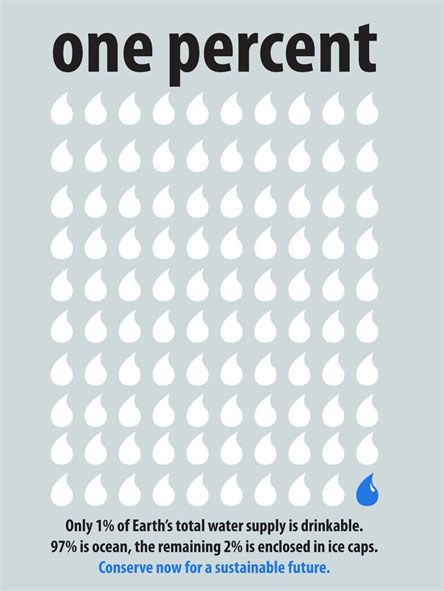 one percent
Only 1% of Earth's total water supply is drinkable.
97% is ocean, the remaining 2% is enclosed in ice caps.
Conserve now for a sustainable future.